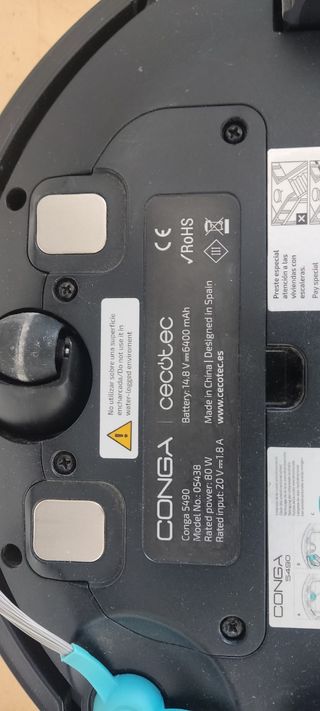 CONGA | cecotec
Conga 5490
Model No.: 05438
Rated power: 80 W
Rated input: 20 V 1.8 A
Battery: 14.8 V 6400 mAh
Made in China | Designed in Spain
www.cecotec.es
CE
✓RoHS
No utilizar sobre una superficie
encharcada/Do not use it in
water-logged environment
Preste especial
atención a las
viviendas con
escaleras.
Pay special
CONGA
5490